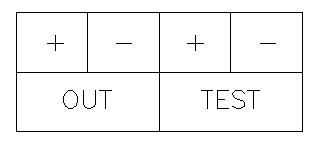 + − + −
OUT TEST